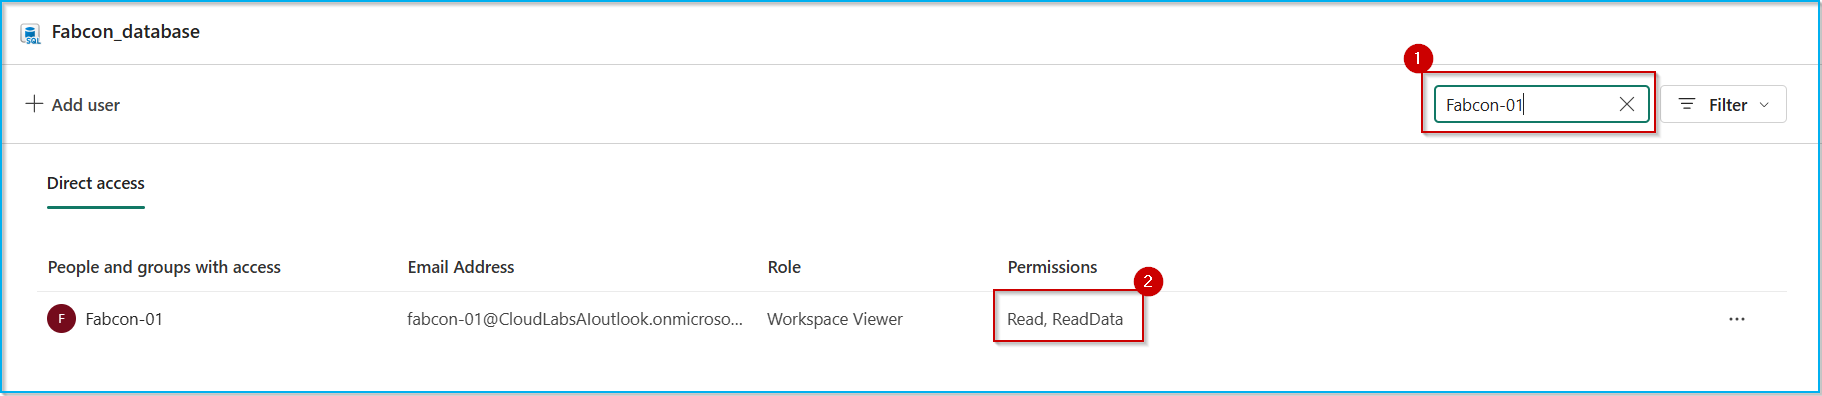 SQL
Fabcon_database
1
Add user
Fabcon-01
Filter
Direct access
People and groups with access
Email Address
Role
Permissions
2
F
Fabcon-01
fabcon-01@CloudLabsAIoutlook.onmicroso...
Workspace Viewer
Read, ReadData